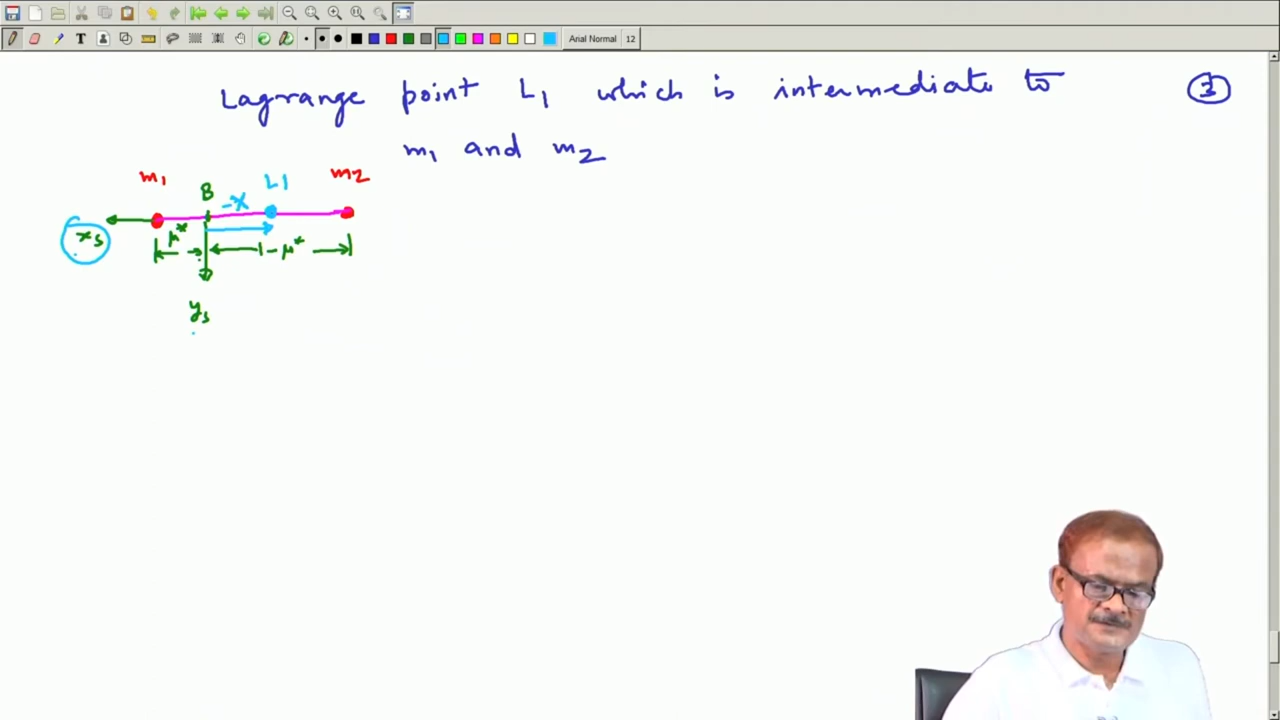 Arial Normal 12
Lagrange point L1 which is intermediate to
3
m1 and m2
m1 B -X L1 m2
xs μ* 1-μ*
ys